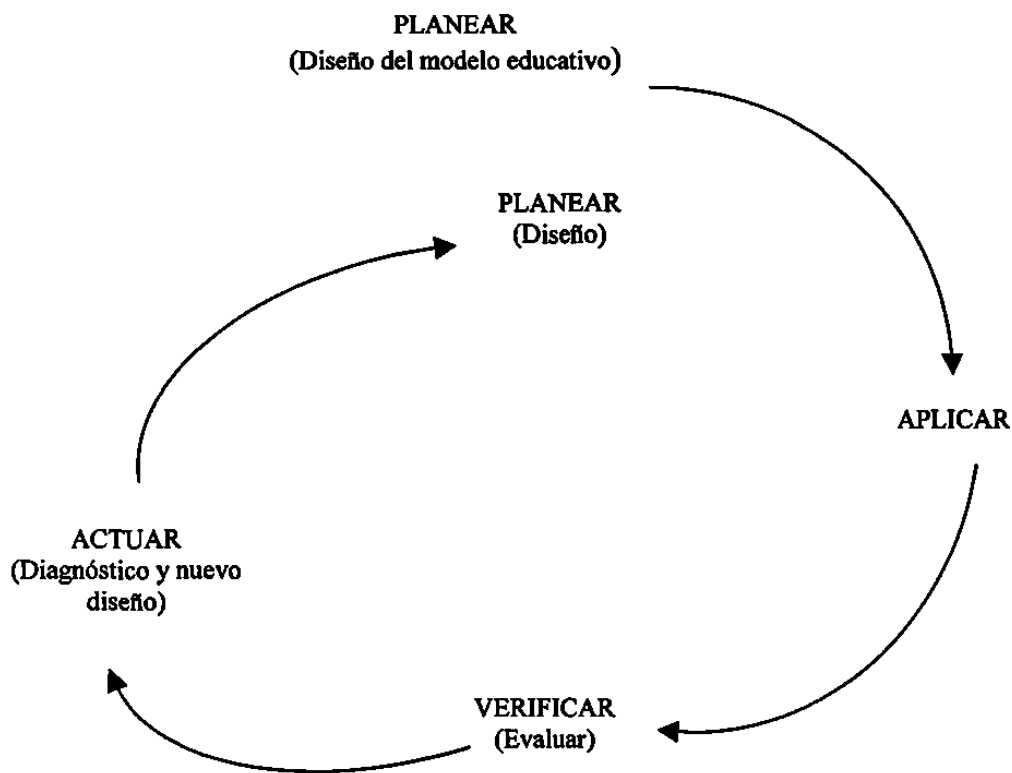 PLANEAR
(Diseño del modelo educativo)
PLANEAR
(Diseño)
APLICAR
ACTUAR
(Diagnóstico y nuevo
diseño)
VERIFICAR
(Evaluar)